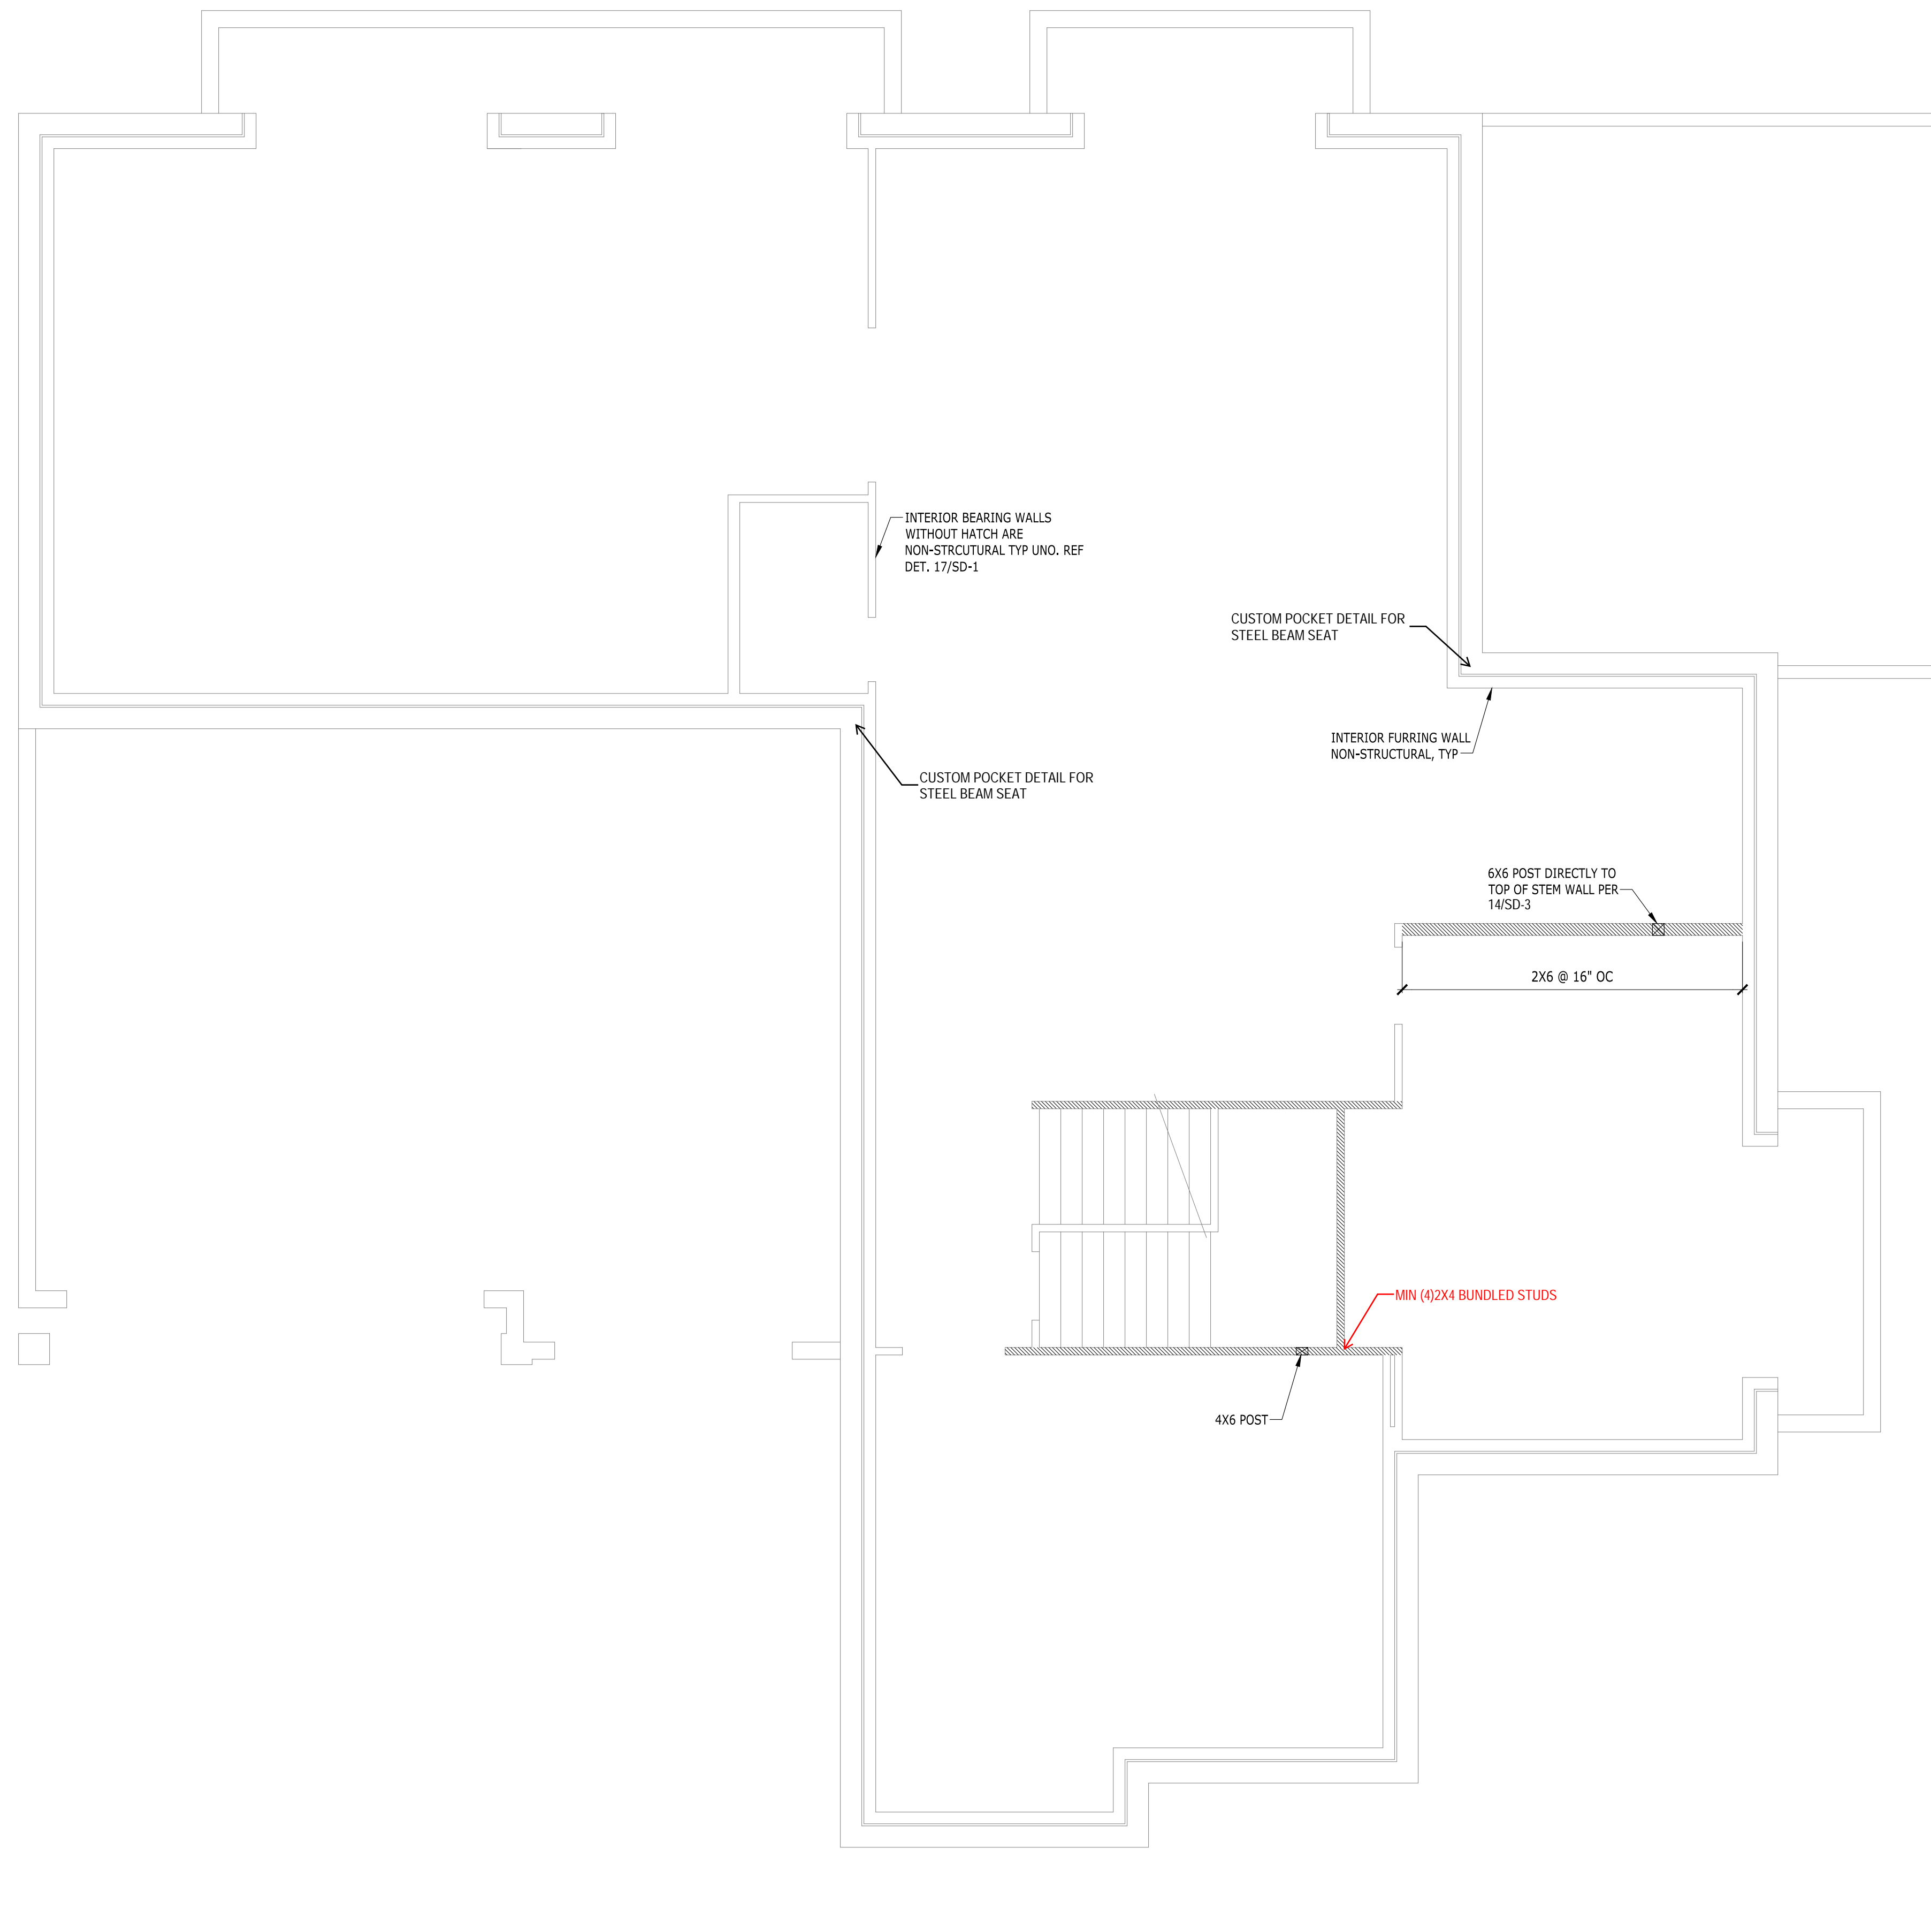 INTERIOR BEARING WALLS
WITHOUT HATCH ARE
NON-STRCUTURAL TYP UNO. REF
DET. 17/SD-1
CUSTOM POCKET DETAIL FOR
STEEL BEAM SEAT
INTERIOR FURRING WALL
NON-STRUCTURAL, TYP
CUSTOM POCKET DETAIL FOR
STEEL BEAM SEAT
6X6 POST DIRECTLY TO
TOP OF STEM WALL PER
14/SD-3
2X6 @ 16" OC
MIN (4)2X4 BUNDLED STUDS
4X6 POST